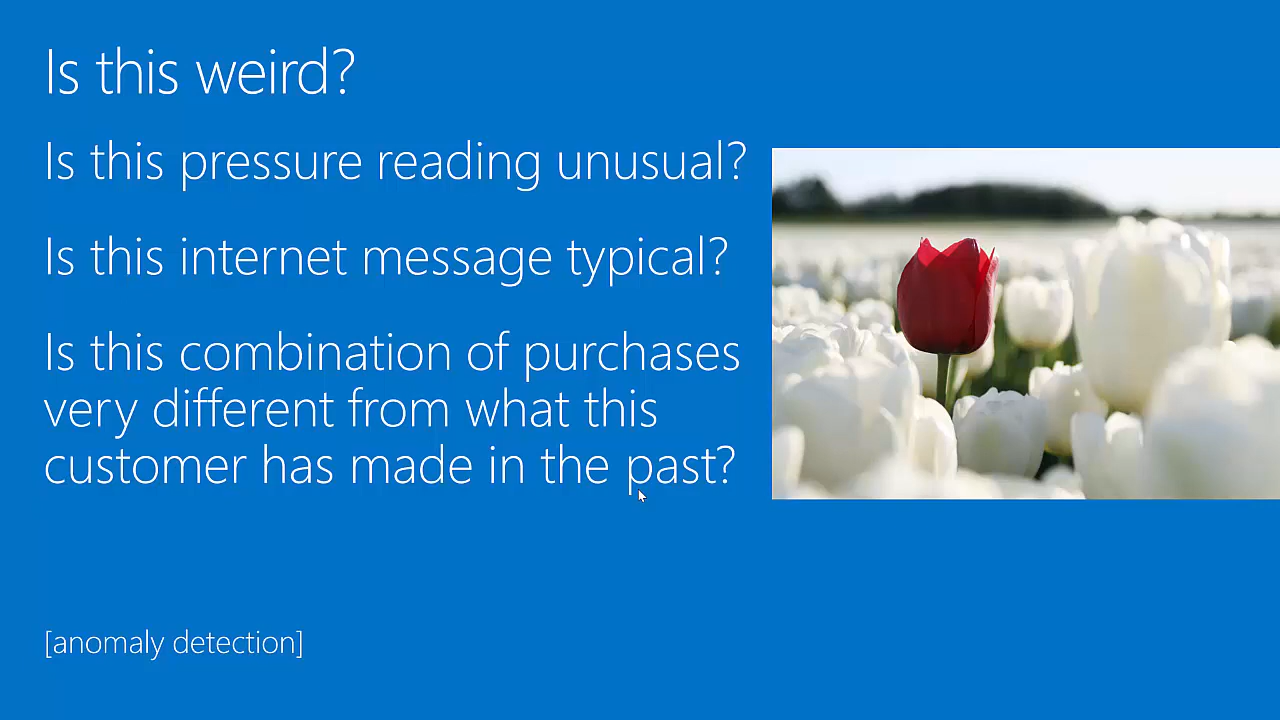 Is this weird?
Is this pressure reading unusual?
Is this internet message typical?
Is this combination of purchases
very different from what this
customer has made in the past?
[anomaly detection]